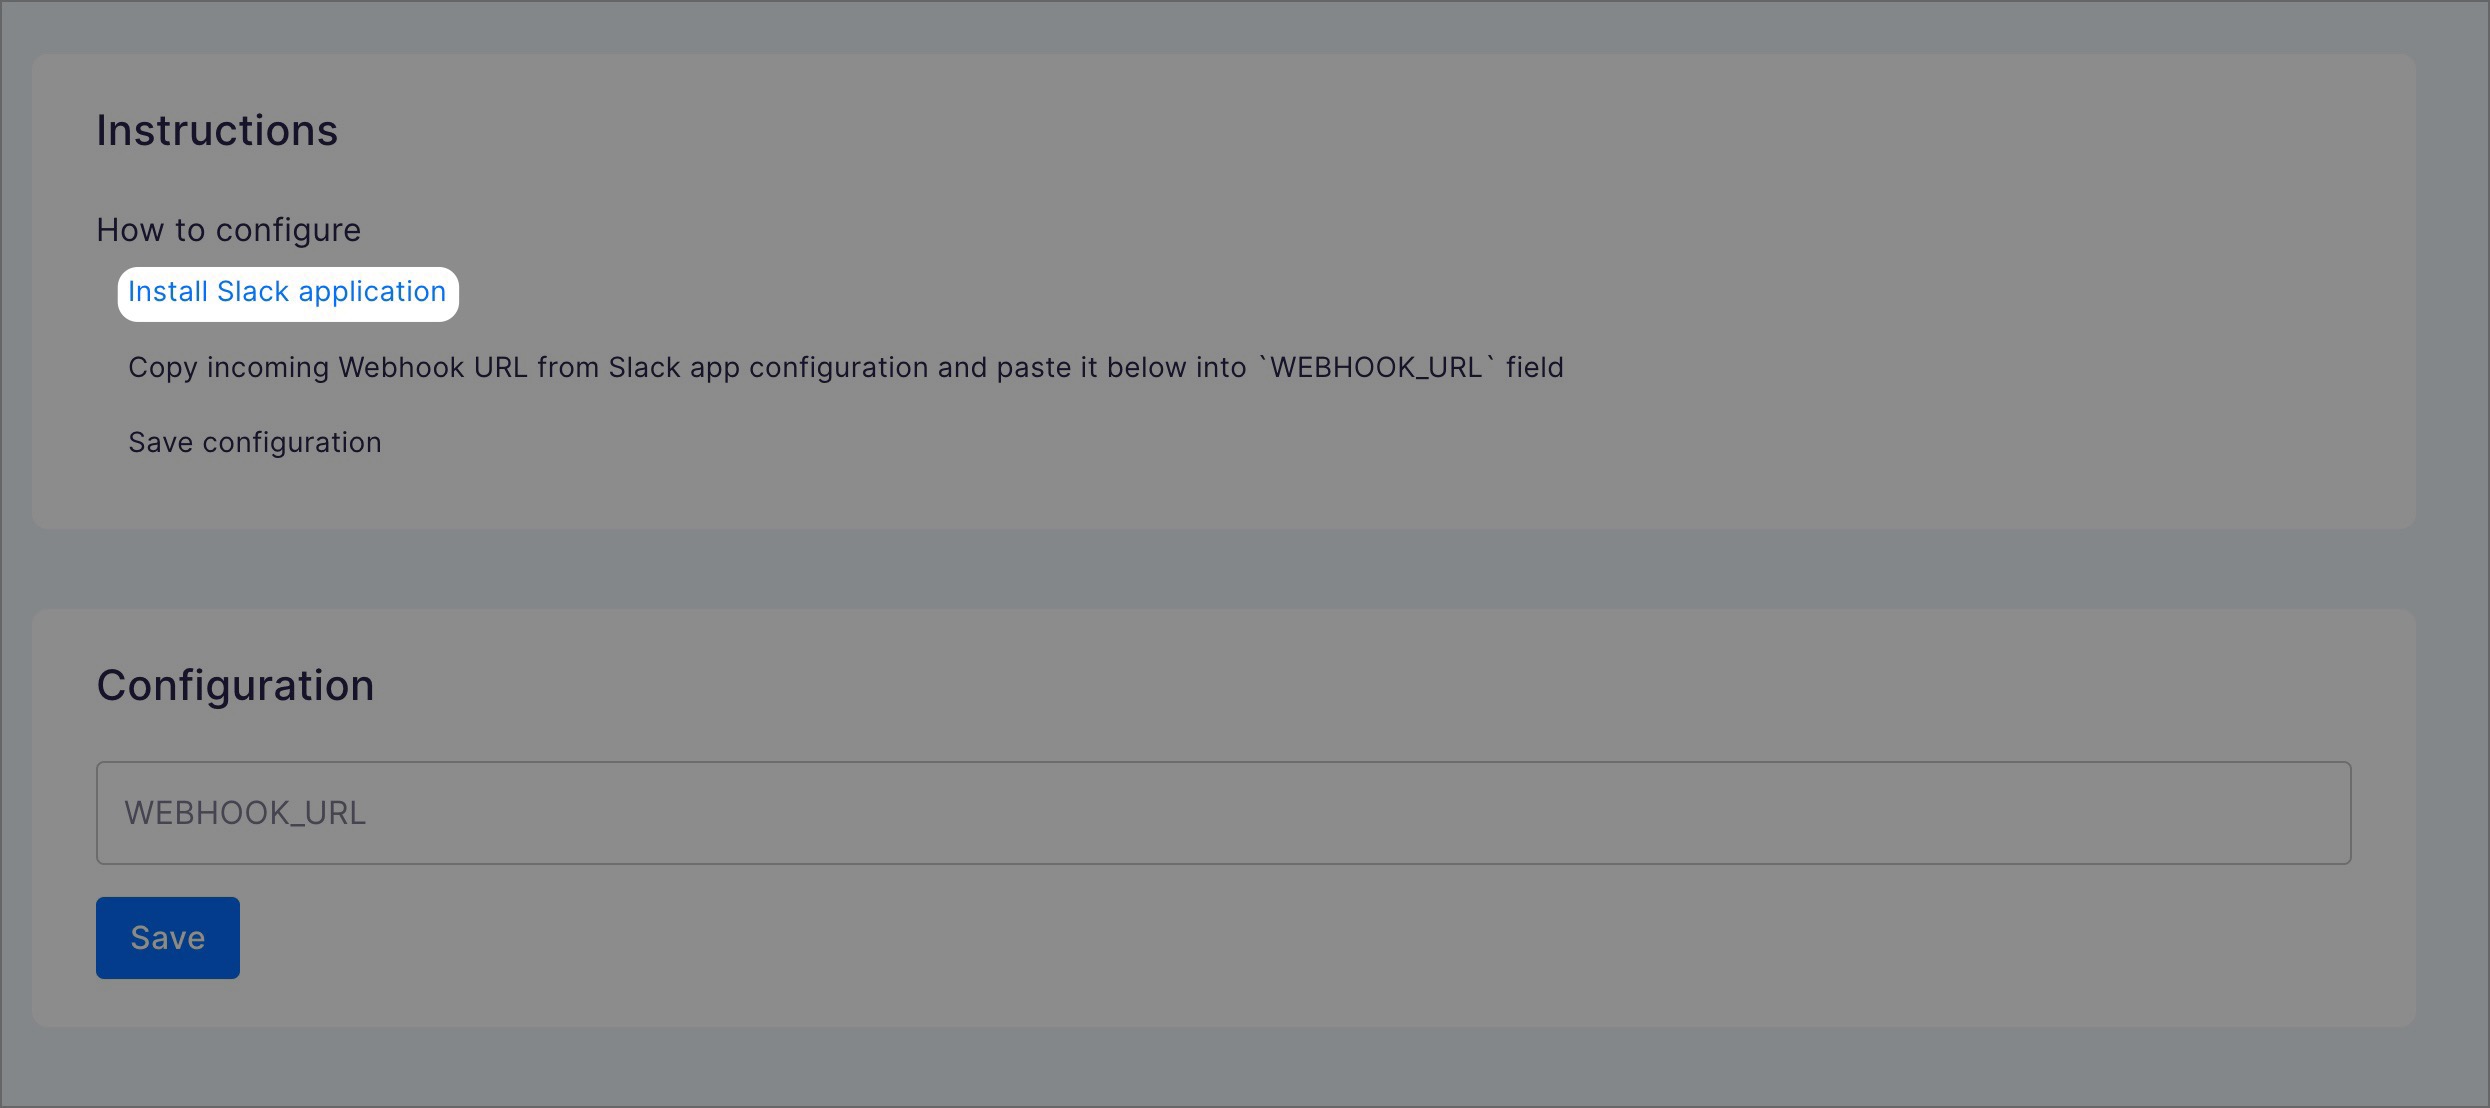 Instructions
How to configure
Install Slack application
Copy incoming Webhook URL from Slack app configuration and paste it below into `WEBHOOK_URL` field
Save configuration
Configuration
WEBHOOK_URL
Save